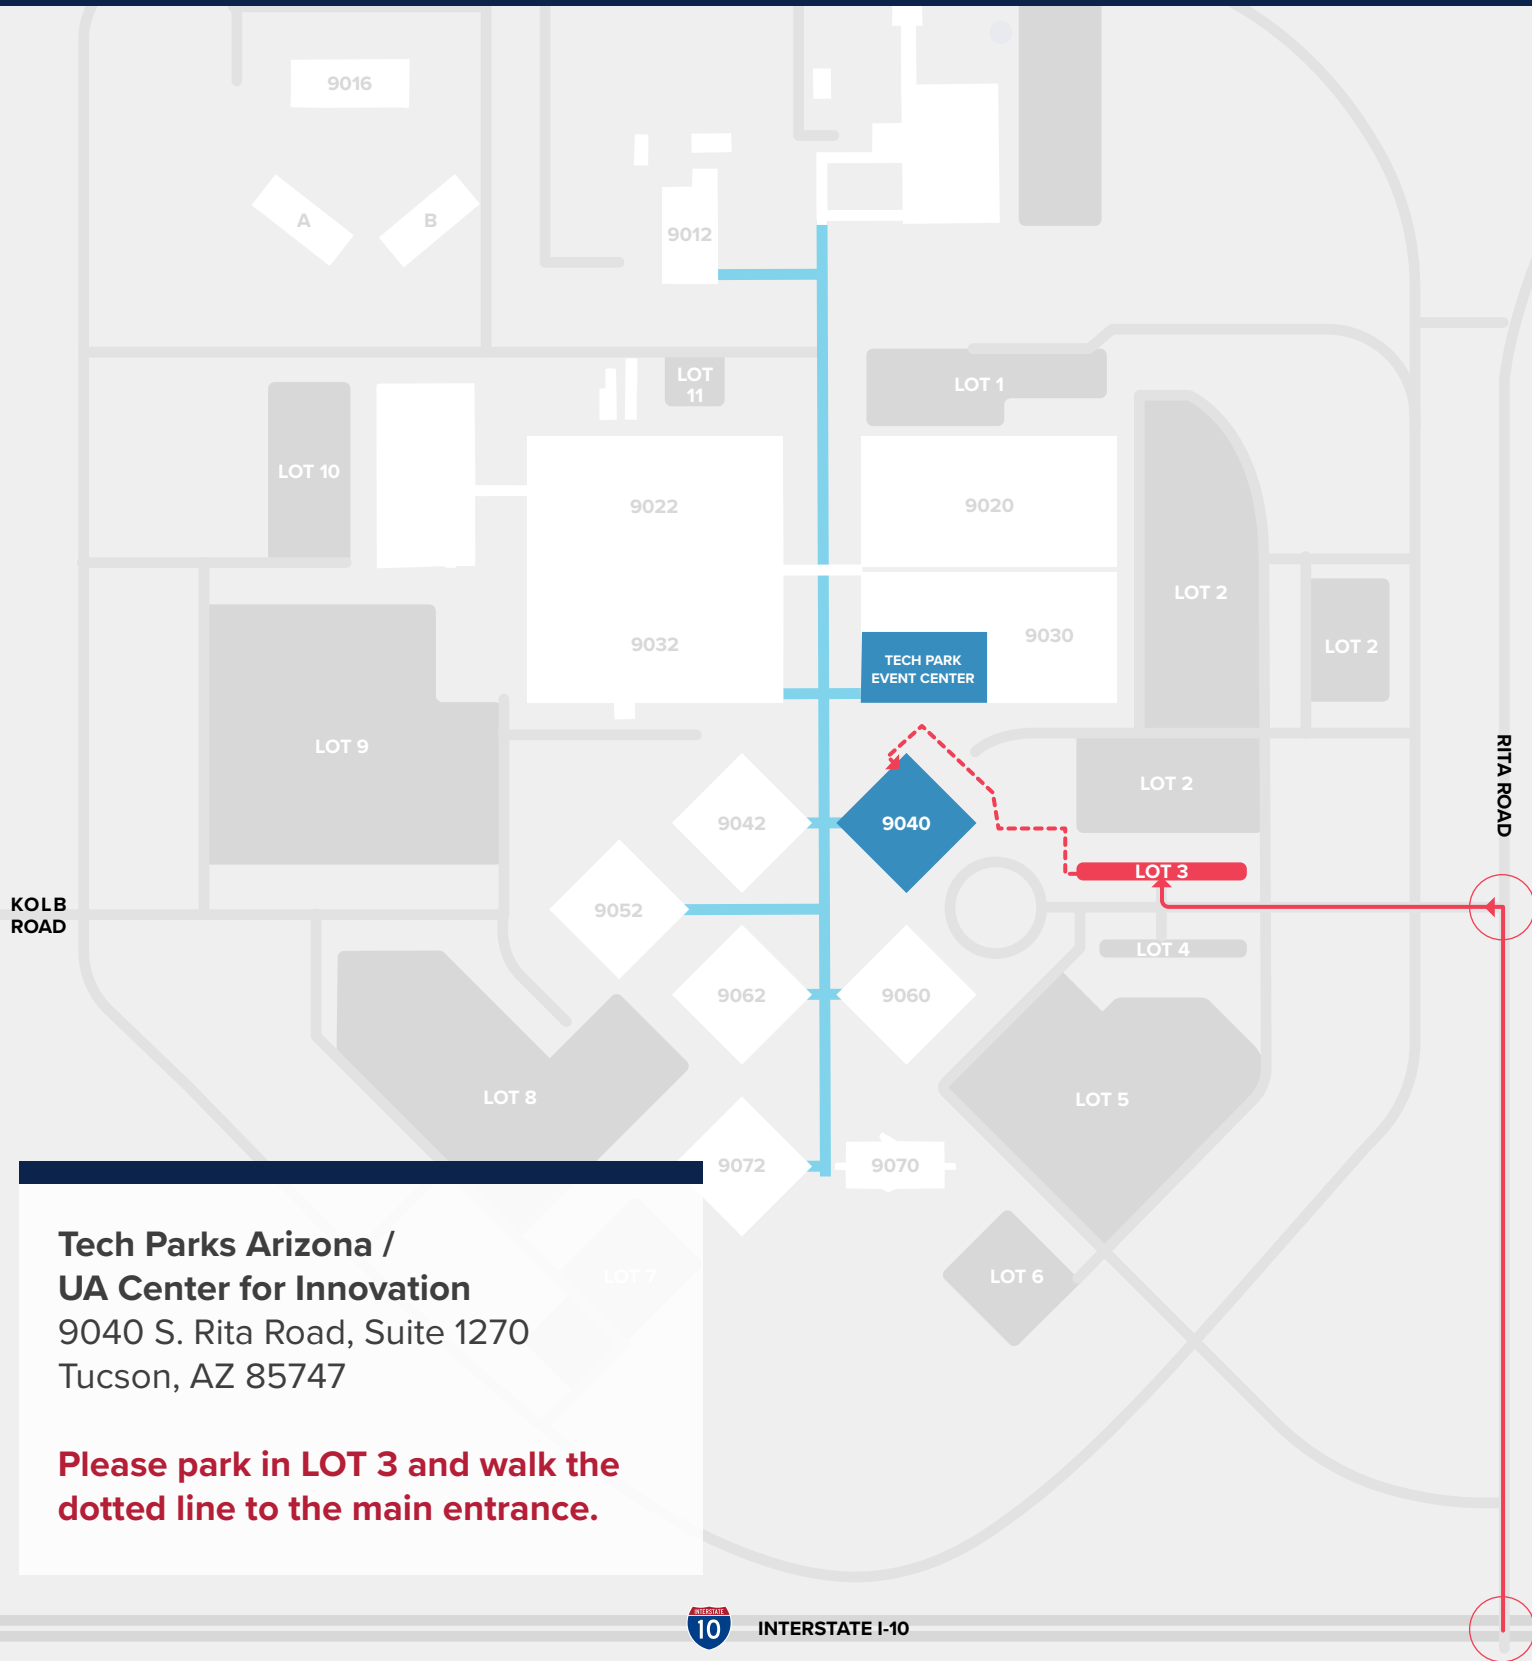 9016
A
B
9012
LOT
11
LOT 1
LOT 10
9022
9020
LOT 2
9032
9030
LOT 2
TECH PARK
EVENT CENTER
LOT 9
RITA ROAD
LOT 2
9042
9040
LOT 3
KOLB
ROAD
9052
LOT 4
9062
9060
LOT 8
LOT 5
9072
9070
LOT 7
LOT 6
Tech Parks Arizona /
UA Center for Innovation
9040 S. Rita Road, Suite 1270
Tucson, AZ 85747
Please park in LOT 3 and walk the
dotted line to the main entrance.
INTERSTATE
10
INTERSTATE I-10